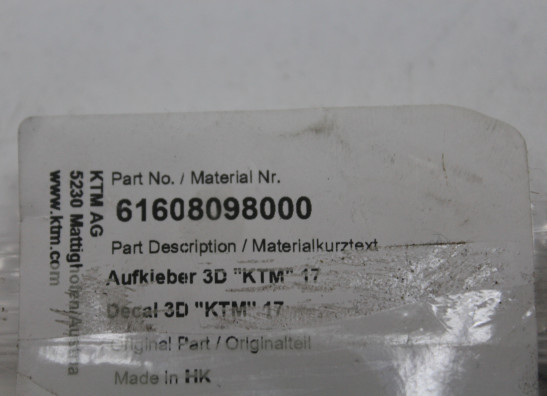 KTM AG
5230 Mattighofen/Austria
www.ktm.com
Part No. / Material Nr.
61608098000
Part Description / Materialkurztext
Aufkleber 3D "KTM" 17
Decal 3D "KTM" 17
Original Part / Originalteil
Made in HK